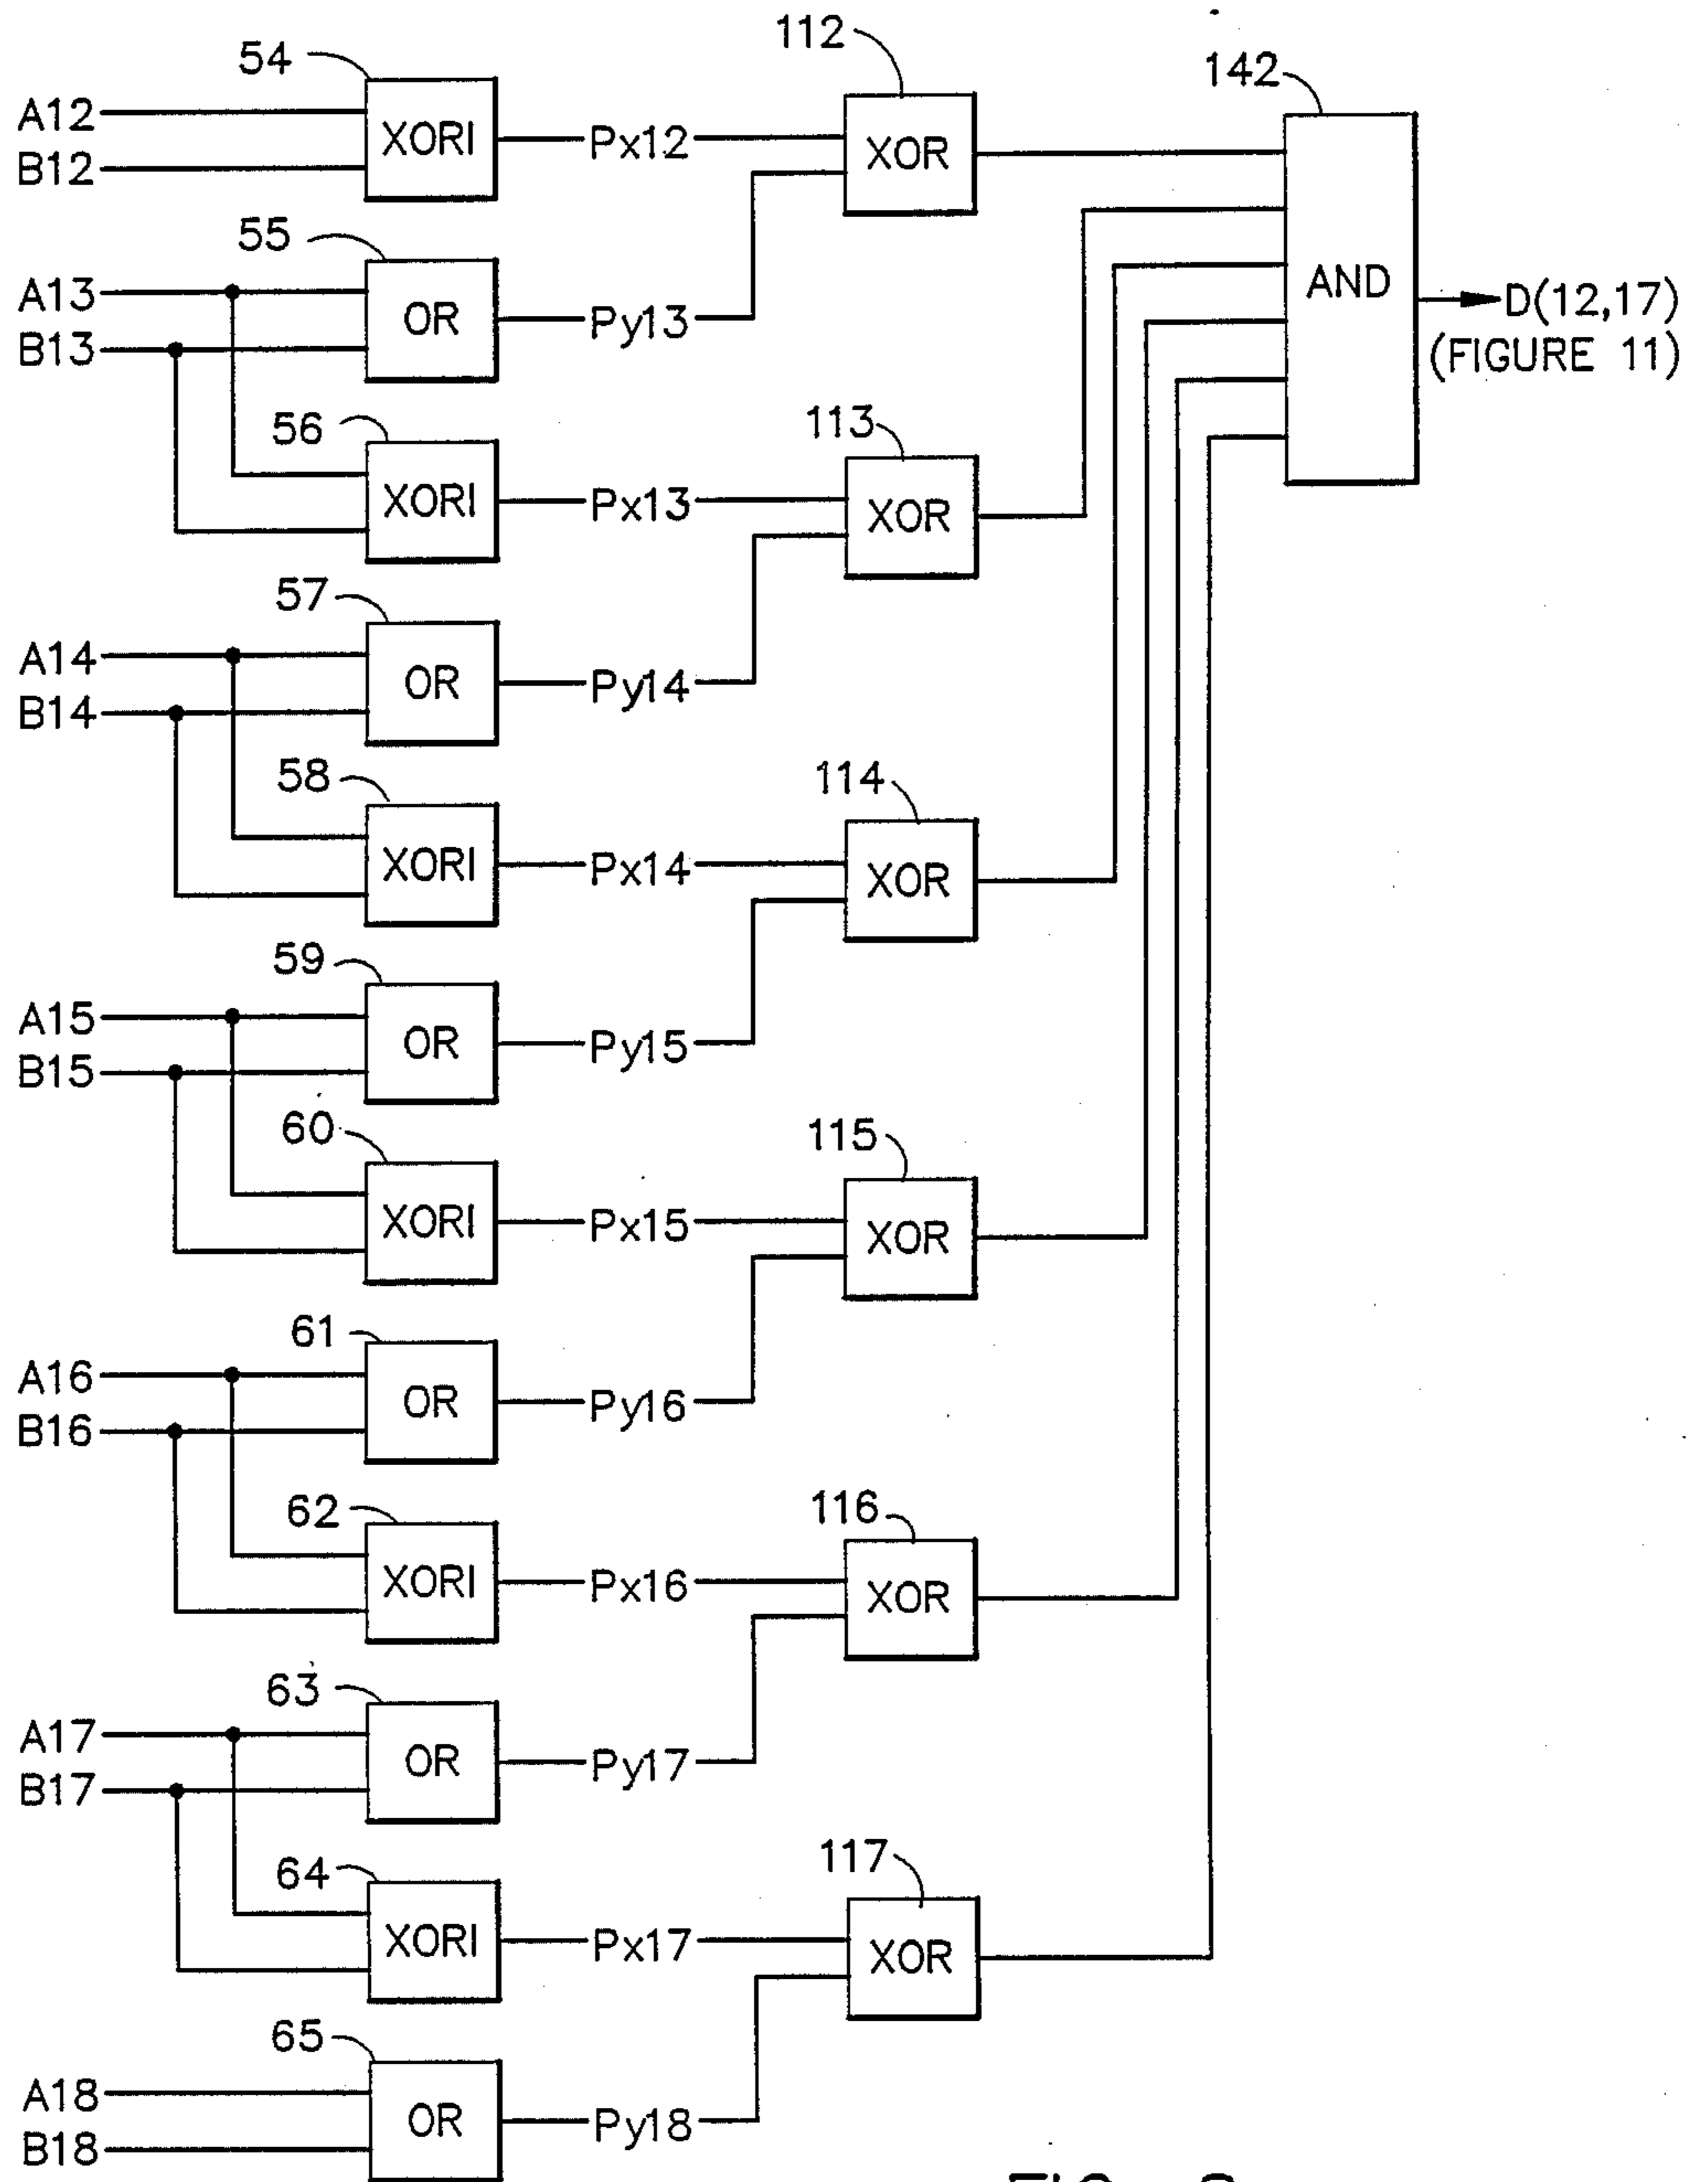 54
112
142
A12
B12
XORI
Px12
XOR
55
A13
B13
OR
Py13
AND
D(12,17)
(FIGURE 11)
56
XORI
Px13
113
XOR
57
A14
B14
OR
Py14
58
XORI
Px14
114
XOR
59
A15
B15
OR
Py15
60
XORI
Px15
115
XOR
61
A16
B16
OR
Py16
62
XORI
Px16
116
XOR
63
A17
B17
OR
Py17
64
XORI
Px17
117
XOR
65
A18
B18
OR
Py18